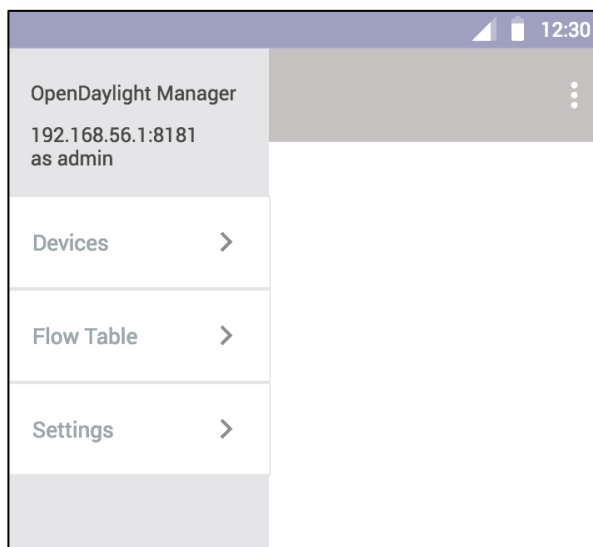 12:30
OpenDaylight Manager
192.168.56.1:8181
as admin
Devices
Flow Table
Settings